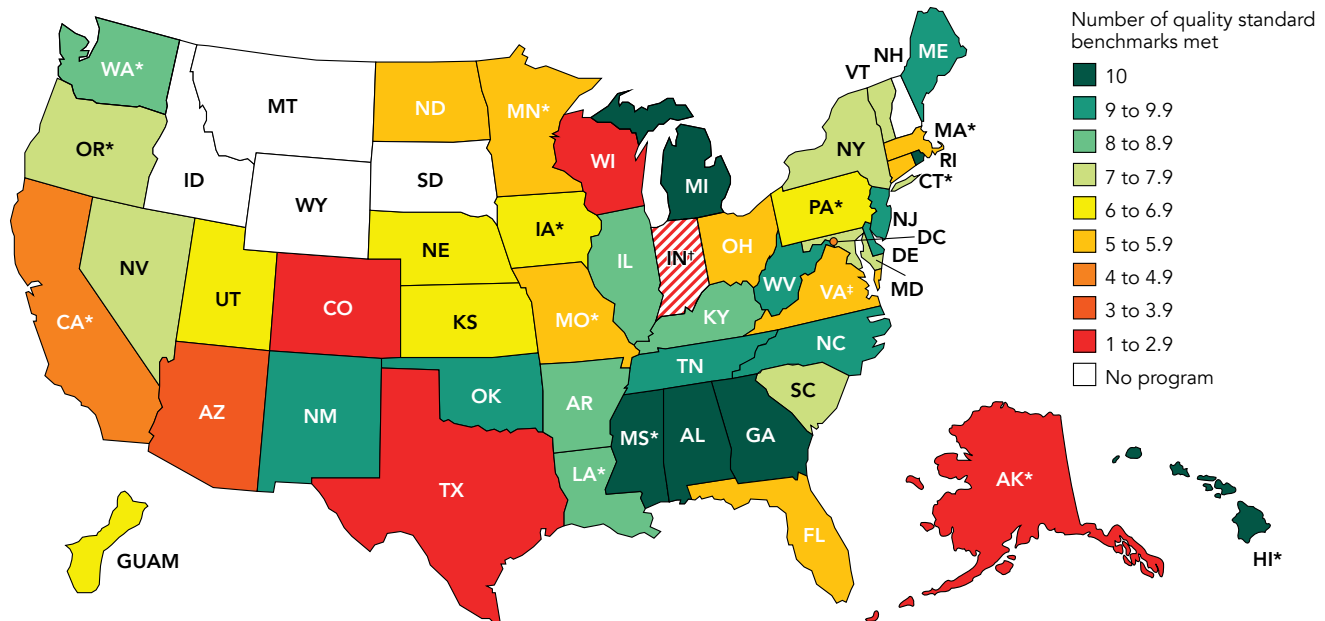 Number of quality standard
benchmarks met
10
9 to 9.9
8 to 8.9
7 to 7.9
6 to 6.9
5 to 5.9
4 to 4.9
3 to 3.9
1 to 2.9
No program
WA*
MT
ND
MN*
VT
NH
ME
OR*
ID
WY
SD
WI
MI
NY
MA*
RI
CT*
NV
UT
CO
NE
IA*
IL
IN†
OH
PA*
NJ
DC
DE
MD
WV
VA‡
CA*
KS
MO*
KY
NC
TN
SC
AZ
NM
OK
AR
MS*
AL
GA
TX
LA*
FL
AK*
HI*
GUAM